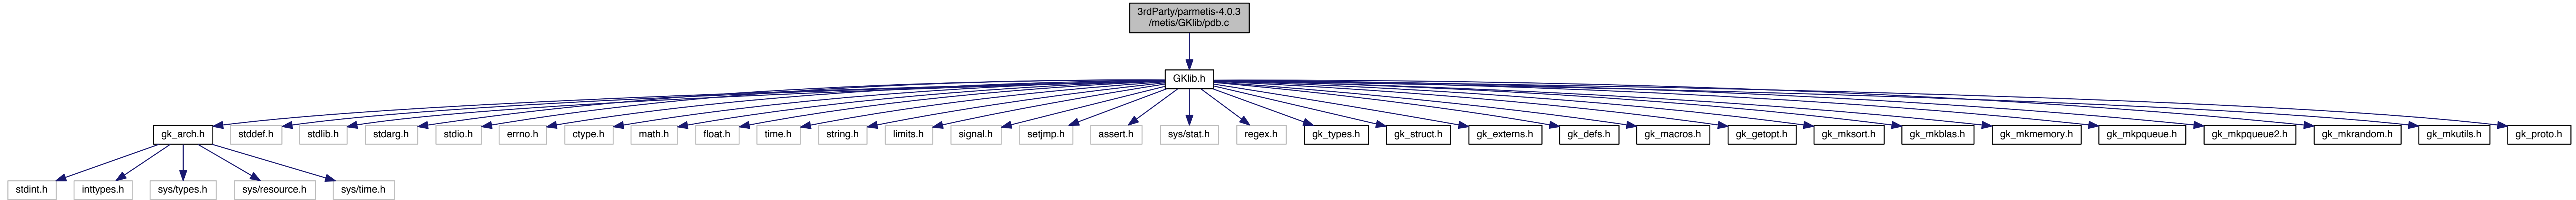 3rdParty/parmetis-4.0.3
/metis/GKlib/pdb.c
GKlib.h
gk_arch.h
stddef.h
stdlib.h
stdarg.h
stdio.h
errno.h
ctype.h
math.h
float.h
time.h
string.h
limits.h
signal.h
setjmp.h
assert.h
sys/stat.h
regex.h
gk_types.h
gk_struct.h
gk_externs.h
gk_defs.h
gk_macros.h
gk_getopt.h
gk_mksort.h
gk_mkblas.h
gk_mkmemory.h
gk_mkpqueue.h
gk_mkpqueue2.h
gk_mkrandom.h
gk_mkutils.h
gk_proto.h
stdint.h
inttypes.h
sys/types.h
sys/resource.h
sys/time.h